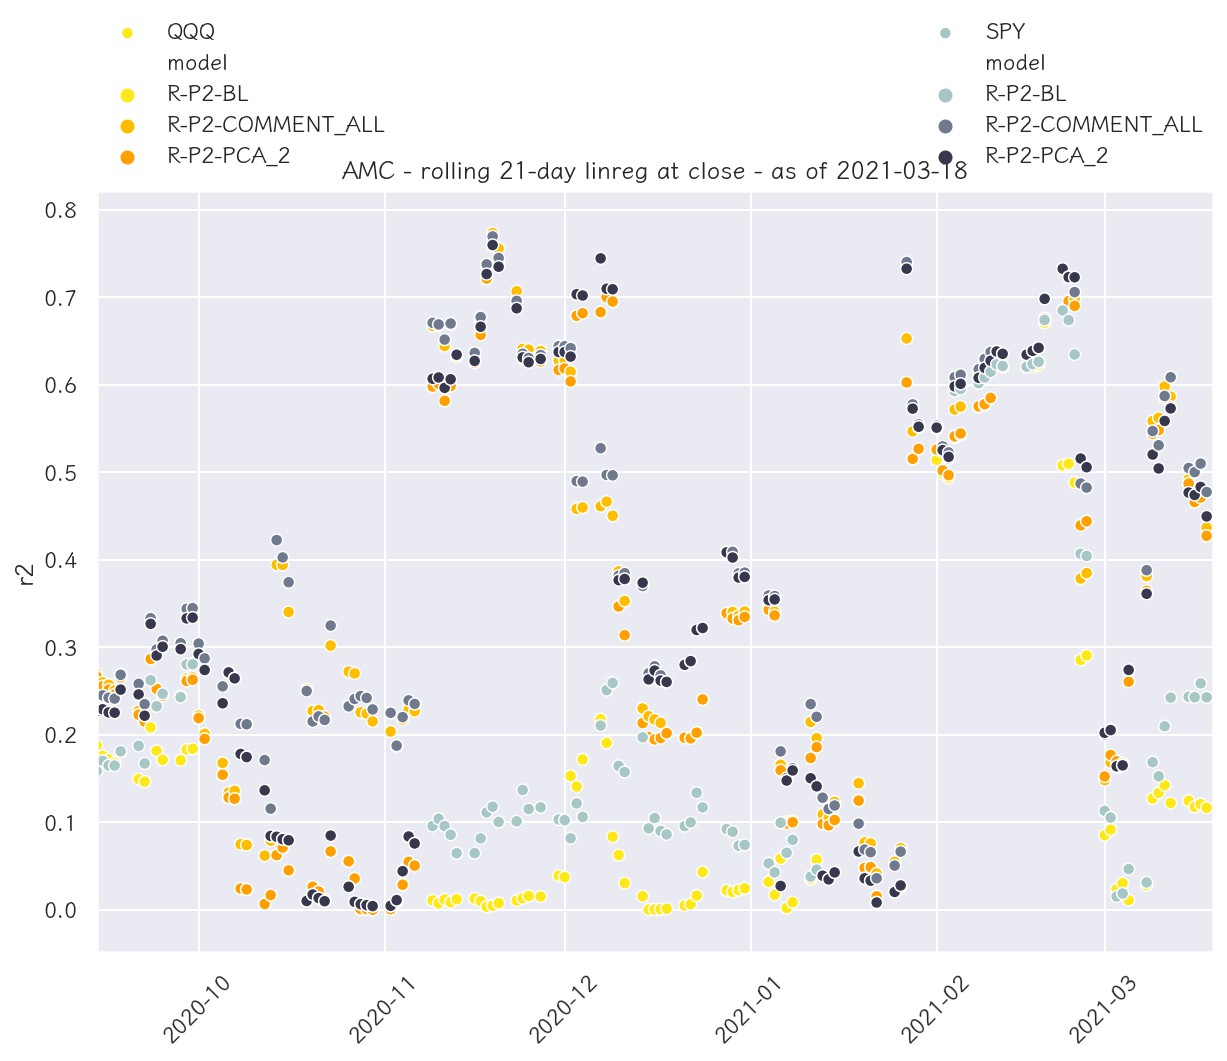 QQQ
model
R-P2-BL
R-P2-COMMENT_ALL
R-P2-PCA_2
SPY
model
R-P2-BL
R-P2-COMMENT_ALL
R-P2-PCA_2
AMC - rolling 21-day linreg at close - as of 2021-03-18
r2
0.8
0.7
0.6
0.5
0.4
0.3
0.2
0.1
0.0
2020-10
2020-11
2020-12
2021-01
2021-02
2021-03